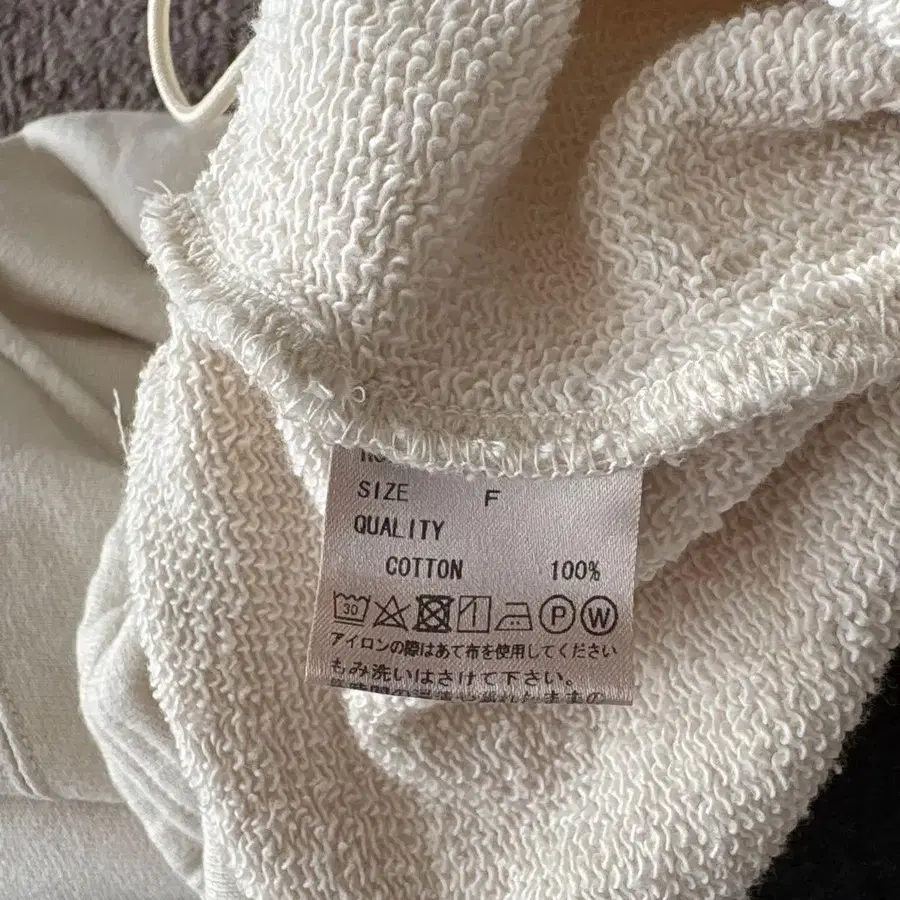 SIZE F
QUALITY
COTTON 100%
30 P W
アイロンの際はあて布を使用してください
もみ洗いはさけて下さい。